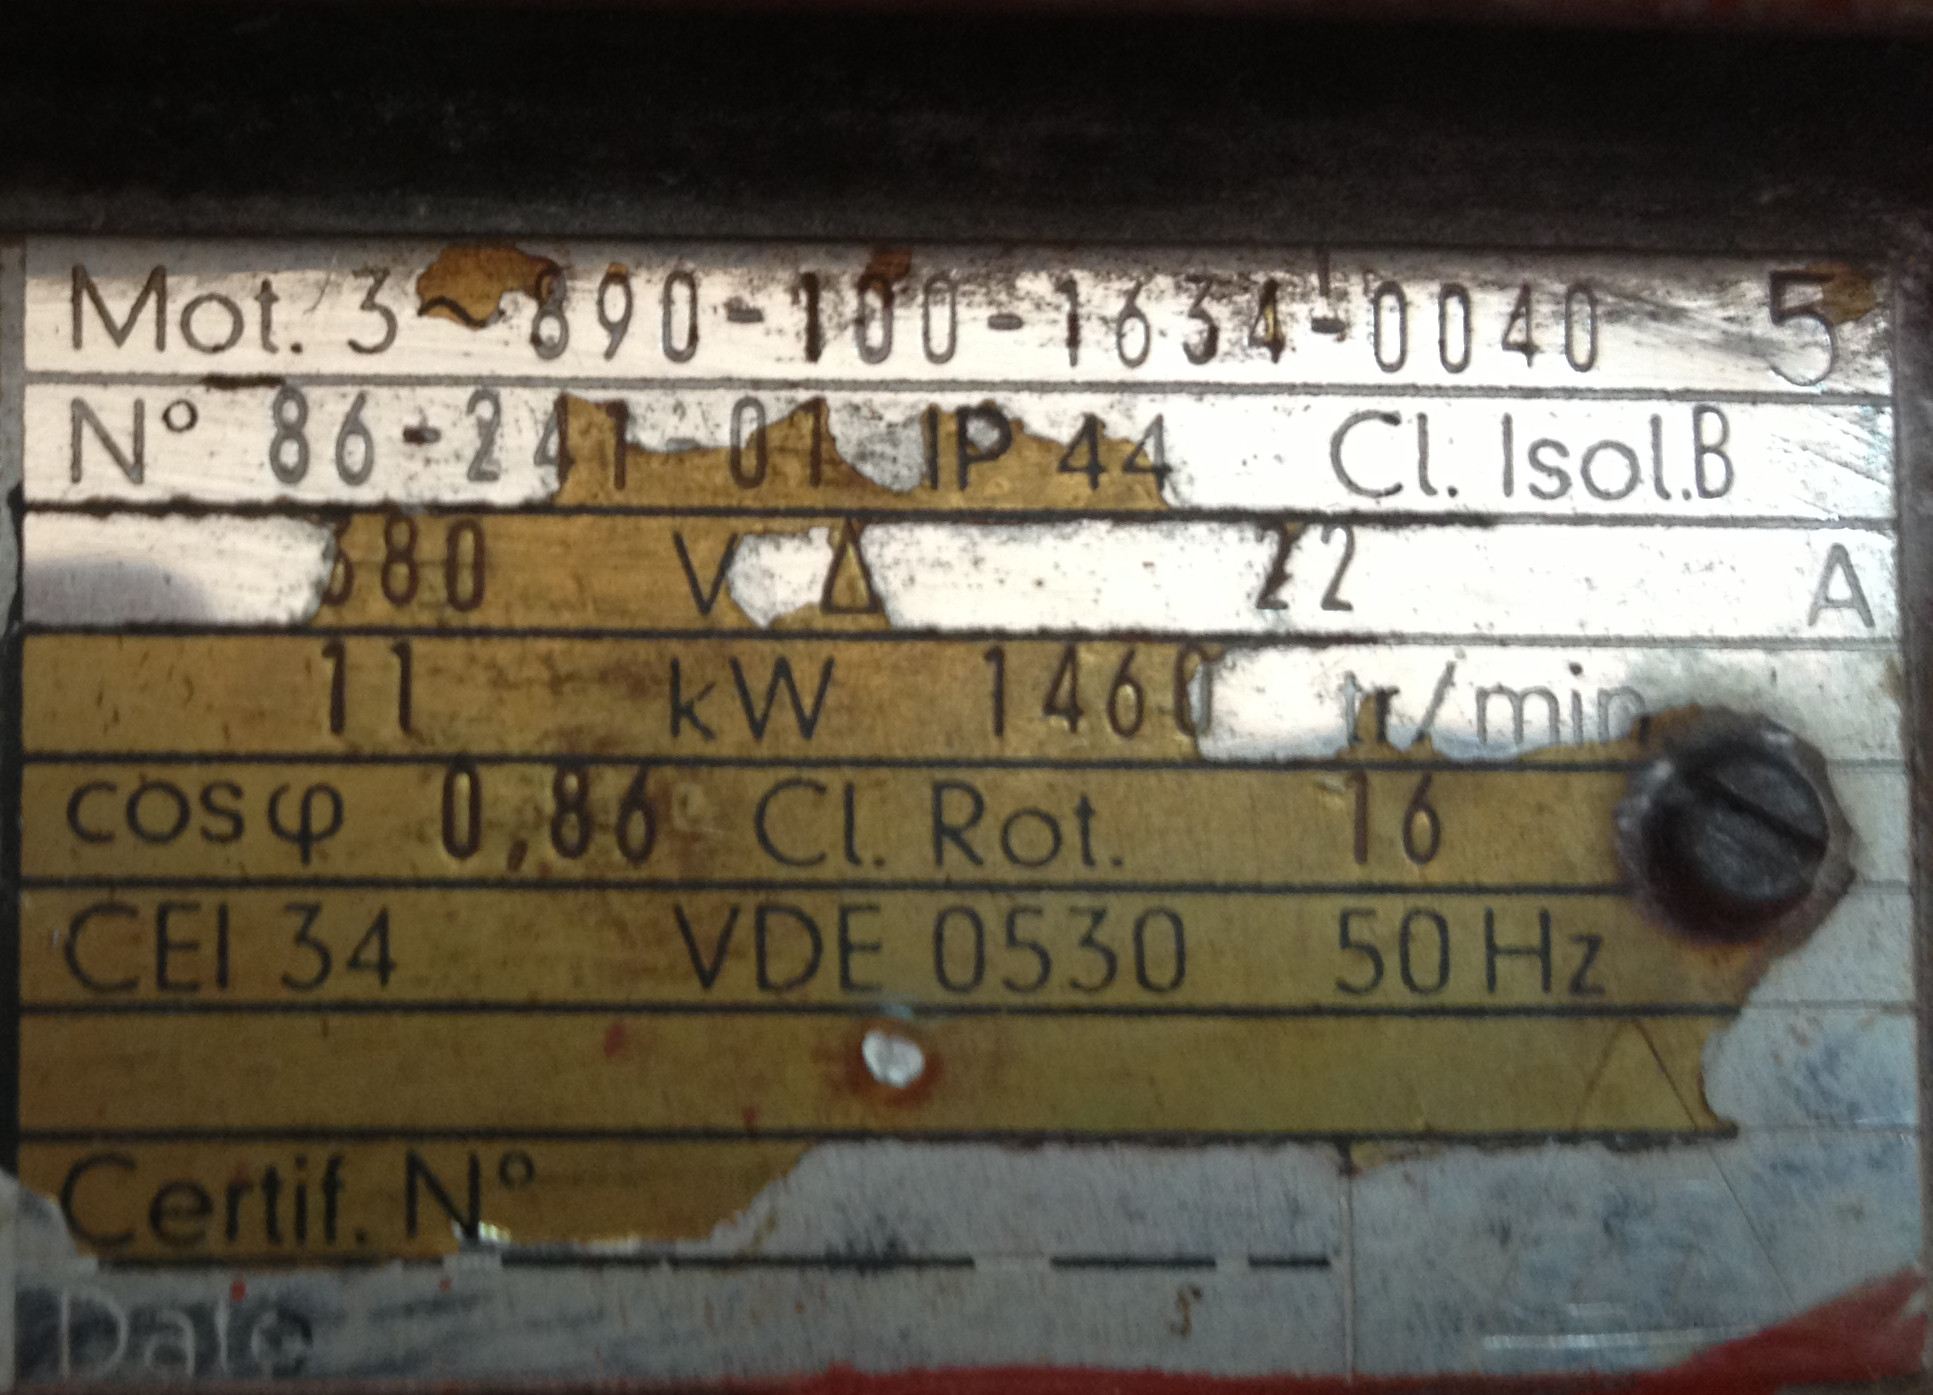 Mot. 3~ 890-100-1634-0040 5
N° 86-241-01 IP 44 Cl. Isol. B
380 V Δ 22 A
11 kW 1460 tr/min
cos φ 0,86 Cl. Rot. 16
CEI 34 VDE 0530 50 Hz
Certif. N°
Date